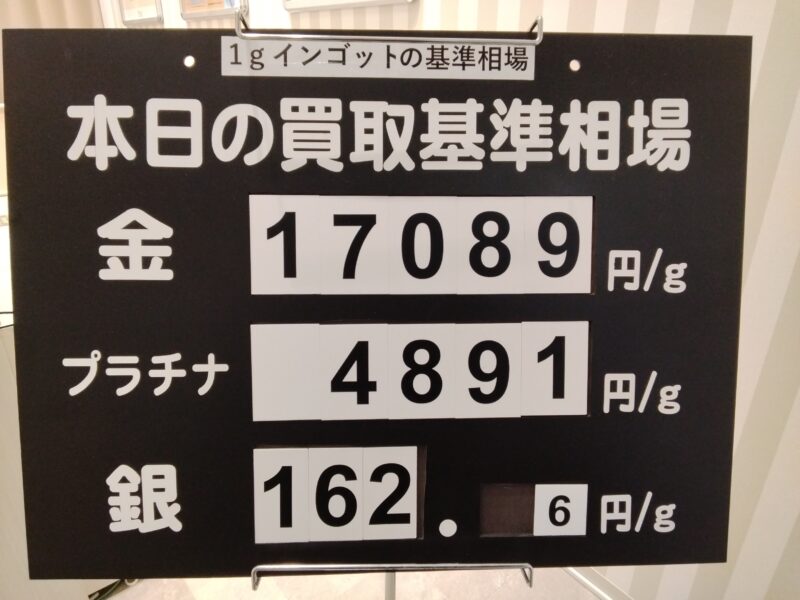 1gインゴットの基準相場
本日の買取基準相場
金 17089 円/g
プラチナ 4891 円/g
銀 162.6 円/g